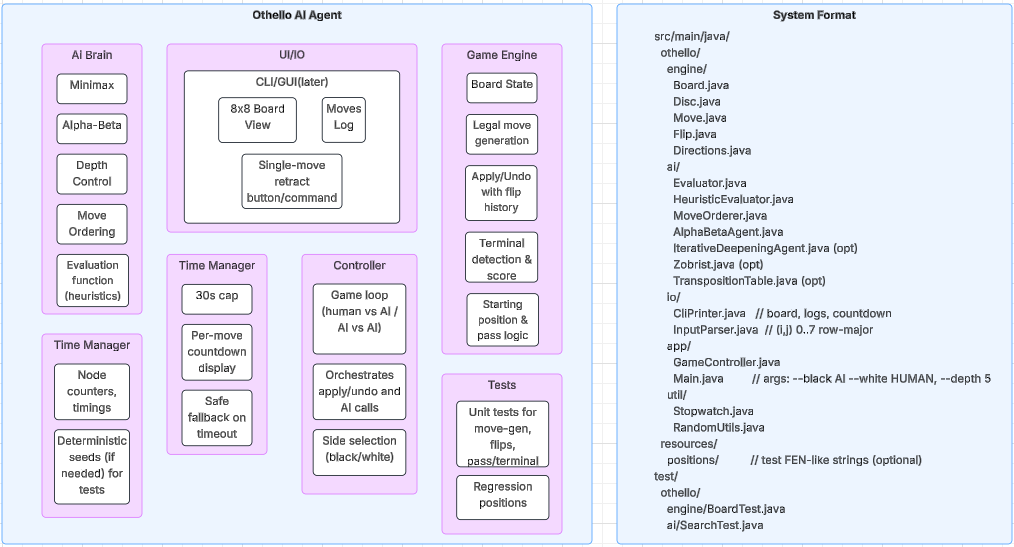 Othello AI Agent
Ai Brain
Minimax
Alpha-Beta
Depth
Control
Move
Ordering
Evaluation
function
(heuristics)
Time Manager
Node
counters,
timings
Deterministic
seeds (if
needed) for
tests
UI/IO
CLI/GUI(later)
8x8 Board
View
Moves
Log
Single-move
retract
button/command
Time Manager
30s cap
Per-move
countdown
display
Safe
fallback on
timeout
Controller
Game loop
(human vs AI /
AI vs AI)
Orchestrates
apply/undo and
AI calls
Side selection
(black/white)
Game Engine
Board State
Legal move
generation
Apply/Undo
with flip
history
Terminal
detection &
score
Starting
position &
pass logic
Tests
Unit tests for
move-gen,
flips,
pass/terminal
Regression
positions
System Format
src/main/java/
othello/
engine/
Board.java
Disc.java
Move.java
Flip.java
Directions.java
ai/
Evaluator.java
HeuristicEvaluator.java
MoveOrderer.java
AlphaBetaAgent.java
IterativeDeepeningAgent.java (opt)
Zobrist.java (opt)
TranspositionTable.java (opt)
io/
CliPrinter.java // board, logs, countdown
InputParser.java // (i,j) 0..7 row-major
app/
GameController.java
Main.java // args: --black AI --white HUMAN, --depth 5
util/
Stopwatch.java
RandomUtils.java
resources/
positions/ // test FEN-like strings (optional)
test/
othello/
engine/BoardTest.java
ai/SearchTest.java